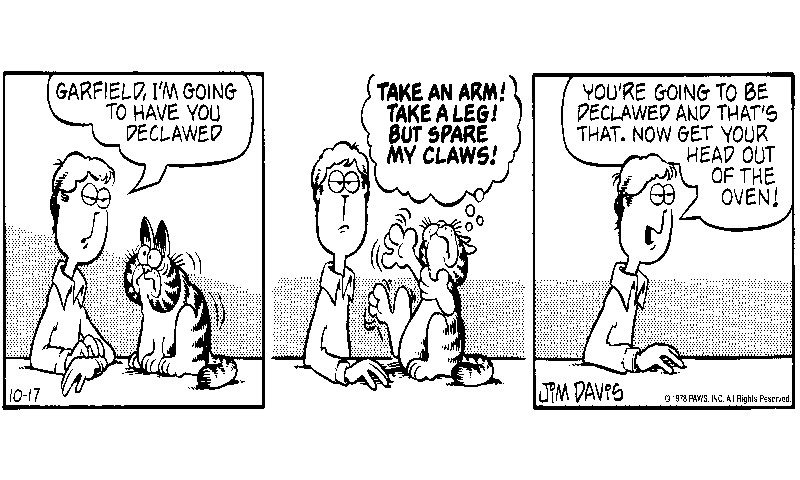 GARFIELD, I'M GOING
TO HAVE YOU
DECLAWED
10-17
TAKE AN ARM!
TAKE A LEG!
BUT SPARE
MY CLAWS!
YOU'RE GOING TO BE
DECLAWED AND THAT'S
THAT. NOW GET YOUR
HEAD OUT
OF THE
OVEN!
JIM DAVIS
© 1978 PAWS, INC. All Rights Reserved.